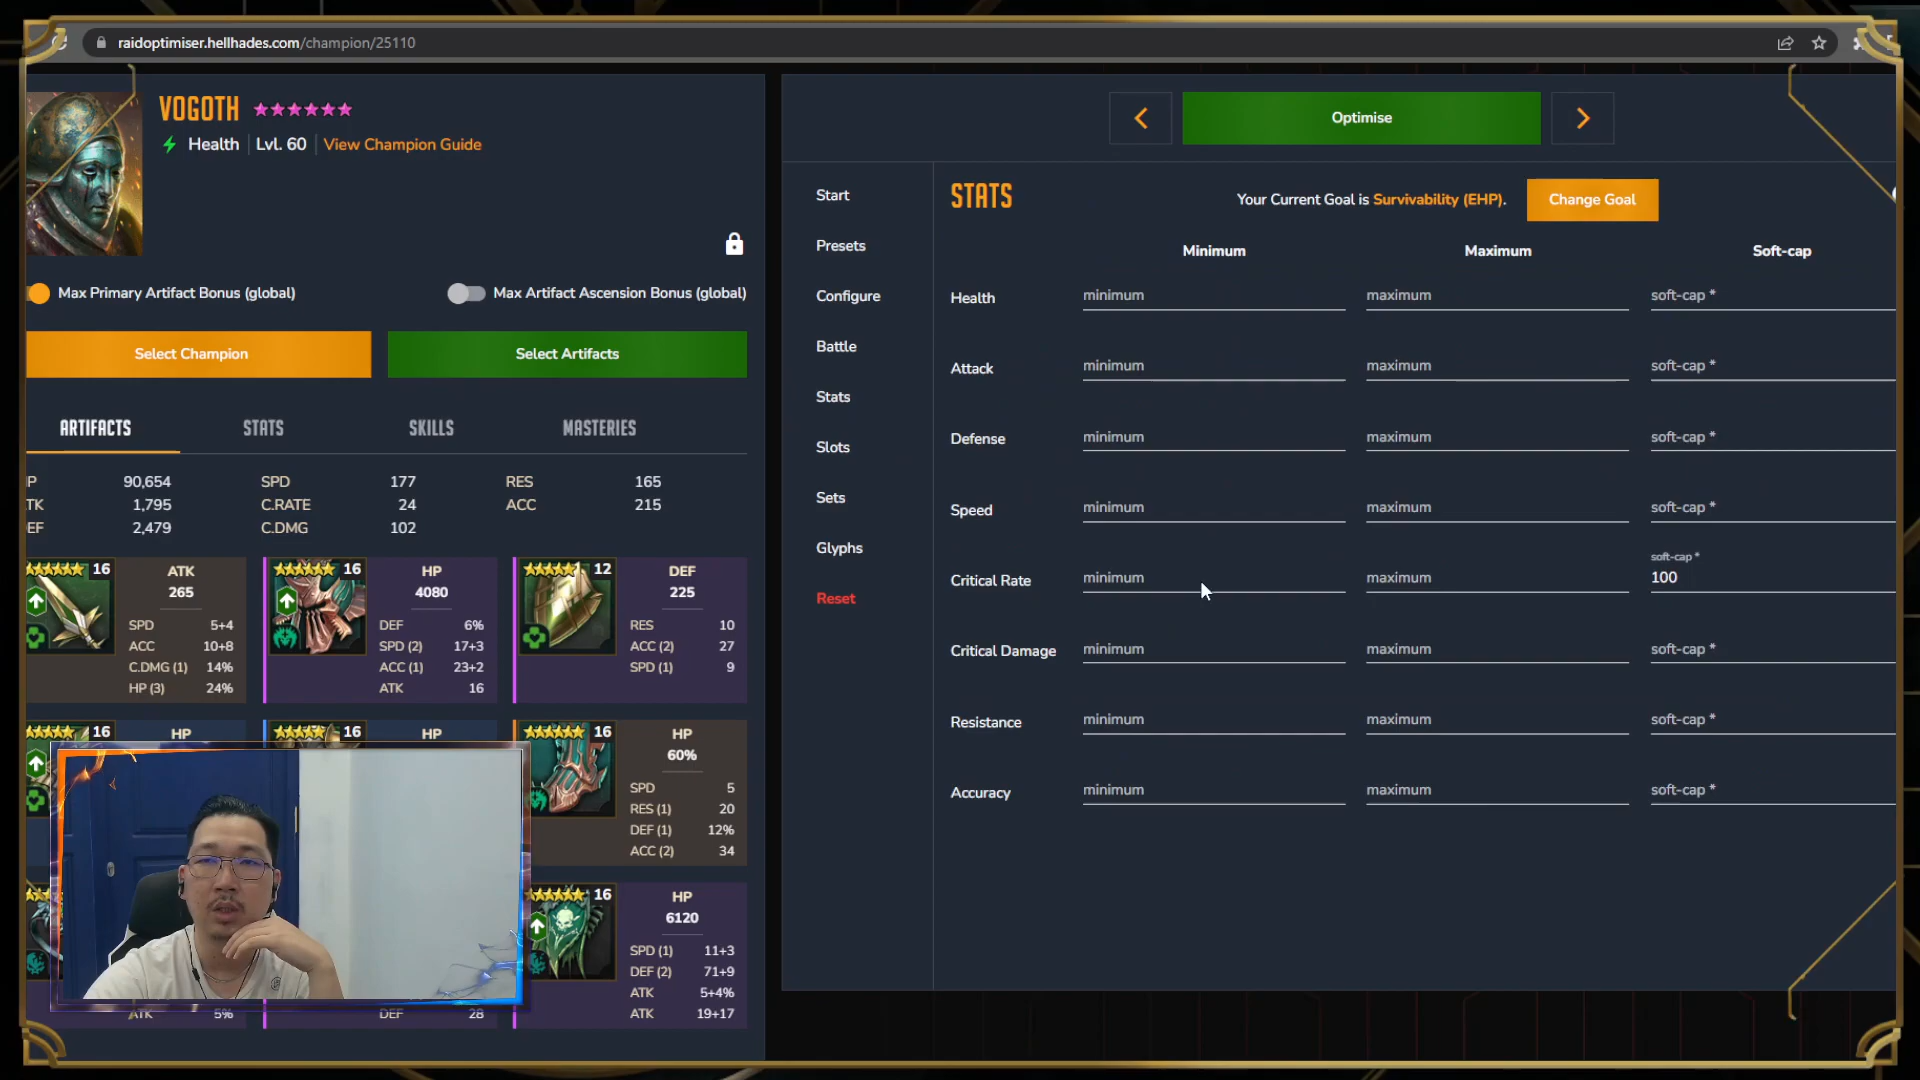 raidoptimiser.hellhades.com/champion/25110
VOGOTH
Health Lvl. 60 View Champion Guide
Max Primary Artifact Bonus (global) Max Artifact Ascension Bonus (global)
Select Champion Select Artifacts
ARTIFACTS STATS SKILLS MASTERIES
P 90,654 SPD 177 RES 165
TK 1,795 C.RATE 24 ACC 215
EF 2,479 C.DMG 102
16 ATK 265
SPD 5+4
ACC 10+8
C.DMG (1) 14%
HP (3) 24%
16 HP 4080
DEF 6%
SPD (2) 17+3
ACC (1) 23+2
ATK 16
12 DEF 225
RES 10
ACC (2) 27
SPD (1) 9
16 HP
16 HP
16 HP 60%
SPD 5
RES (1) 20
DEF (1) 12%
ACC (2) 34
16 HP 6120
SPD (1) 11+3
DEF (2) 71+9
ATK 5+4%
ATK 19+17
ATK 5%
DEF 28
Optimise
Start
Presets
Configure
Battle
Stats
Slots
Sets
Glyphs
Reset
STATS Your Current Goal is Survivability (EHP). Change Goal
Minimum Maximum Soft-cap
Health minimum maximum soft-cap *
Attack minimum maximum soft-cap *
Defense minimum maximum soft-cap *
Speed minimum maximum soft-cap *
soft-cap *
Critical Rate minimum maximum 100
Critical Damage minimum maximum soft-cap *
Resistance minimum maximum soft-cap *
Accuracy minimum maximum soft-cap *